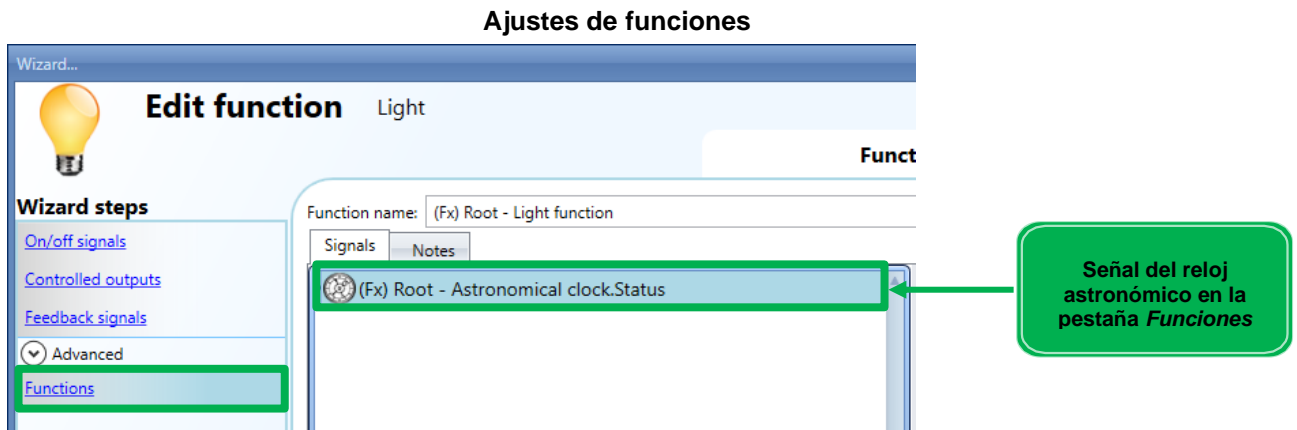 Ajustes de funciones
Wizard...
Edit function Light
Funct
Wizard steps
On/off signals
Controlled outputs
Feedback signals
Advanced
Functions
Function name: (Fx) Root - Light function
Signals Notes
(Fx) Root - Astronomical clock.Status
Señal del reloj
astronómico en la
pestaña Funciones